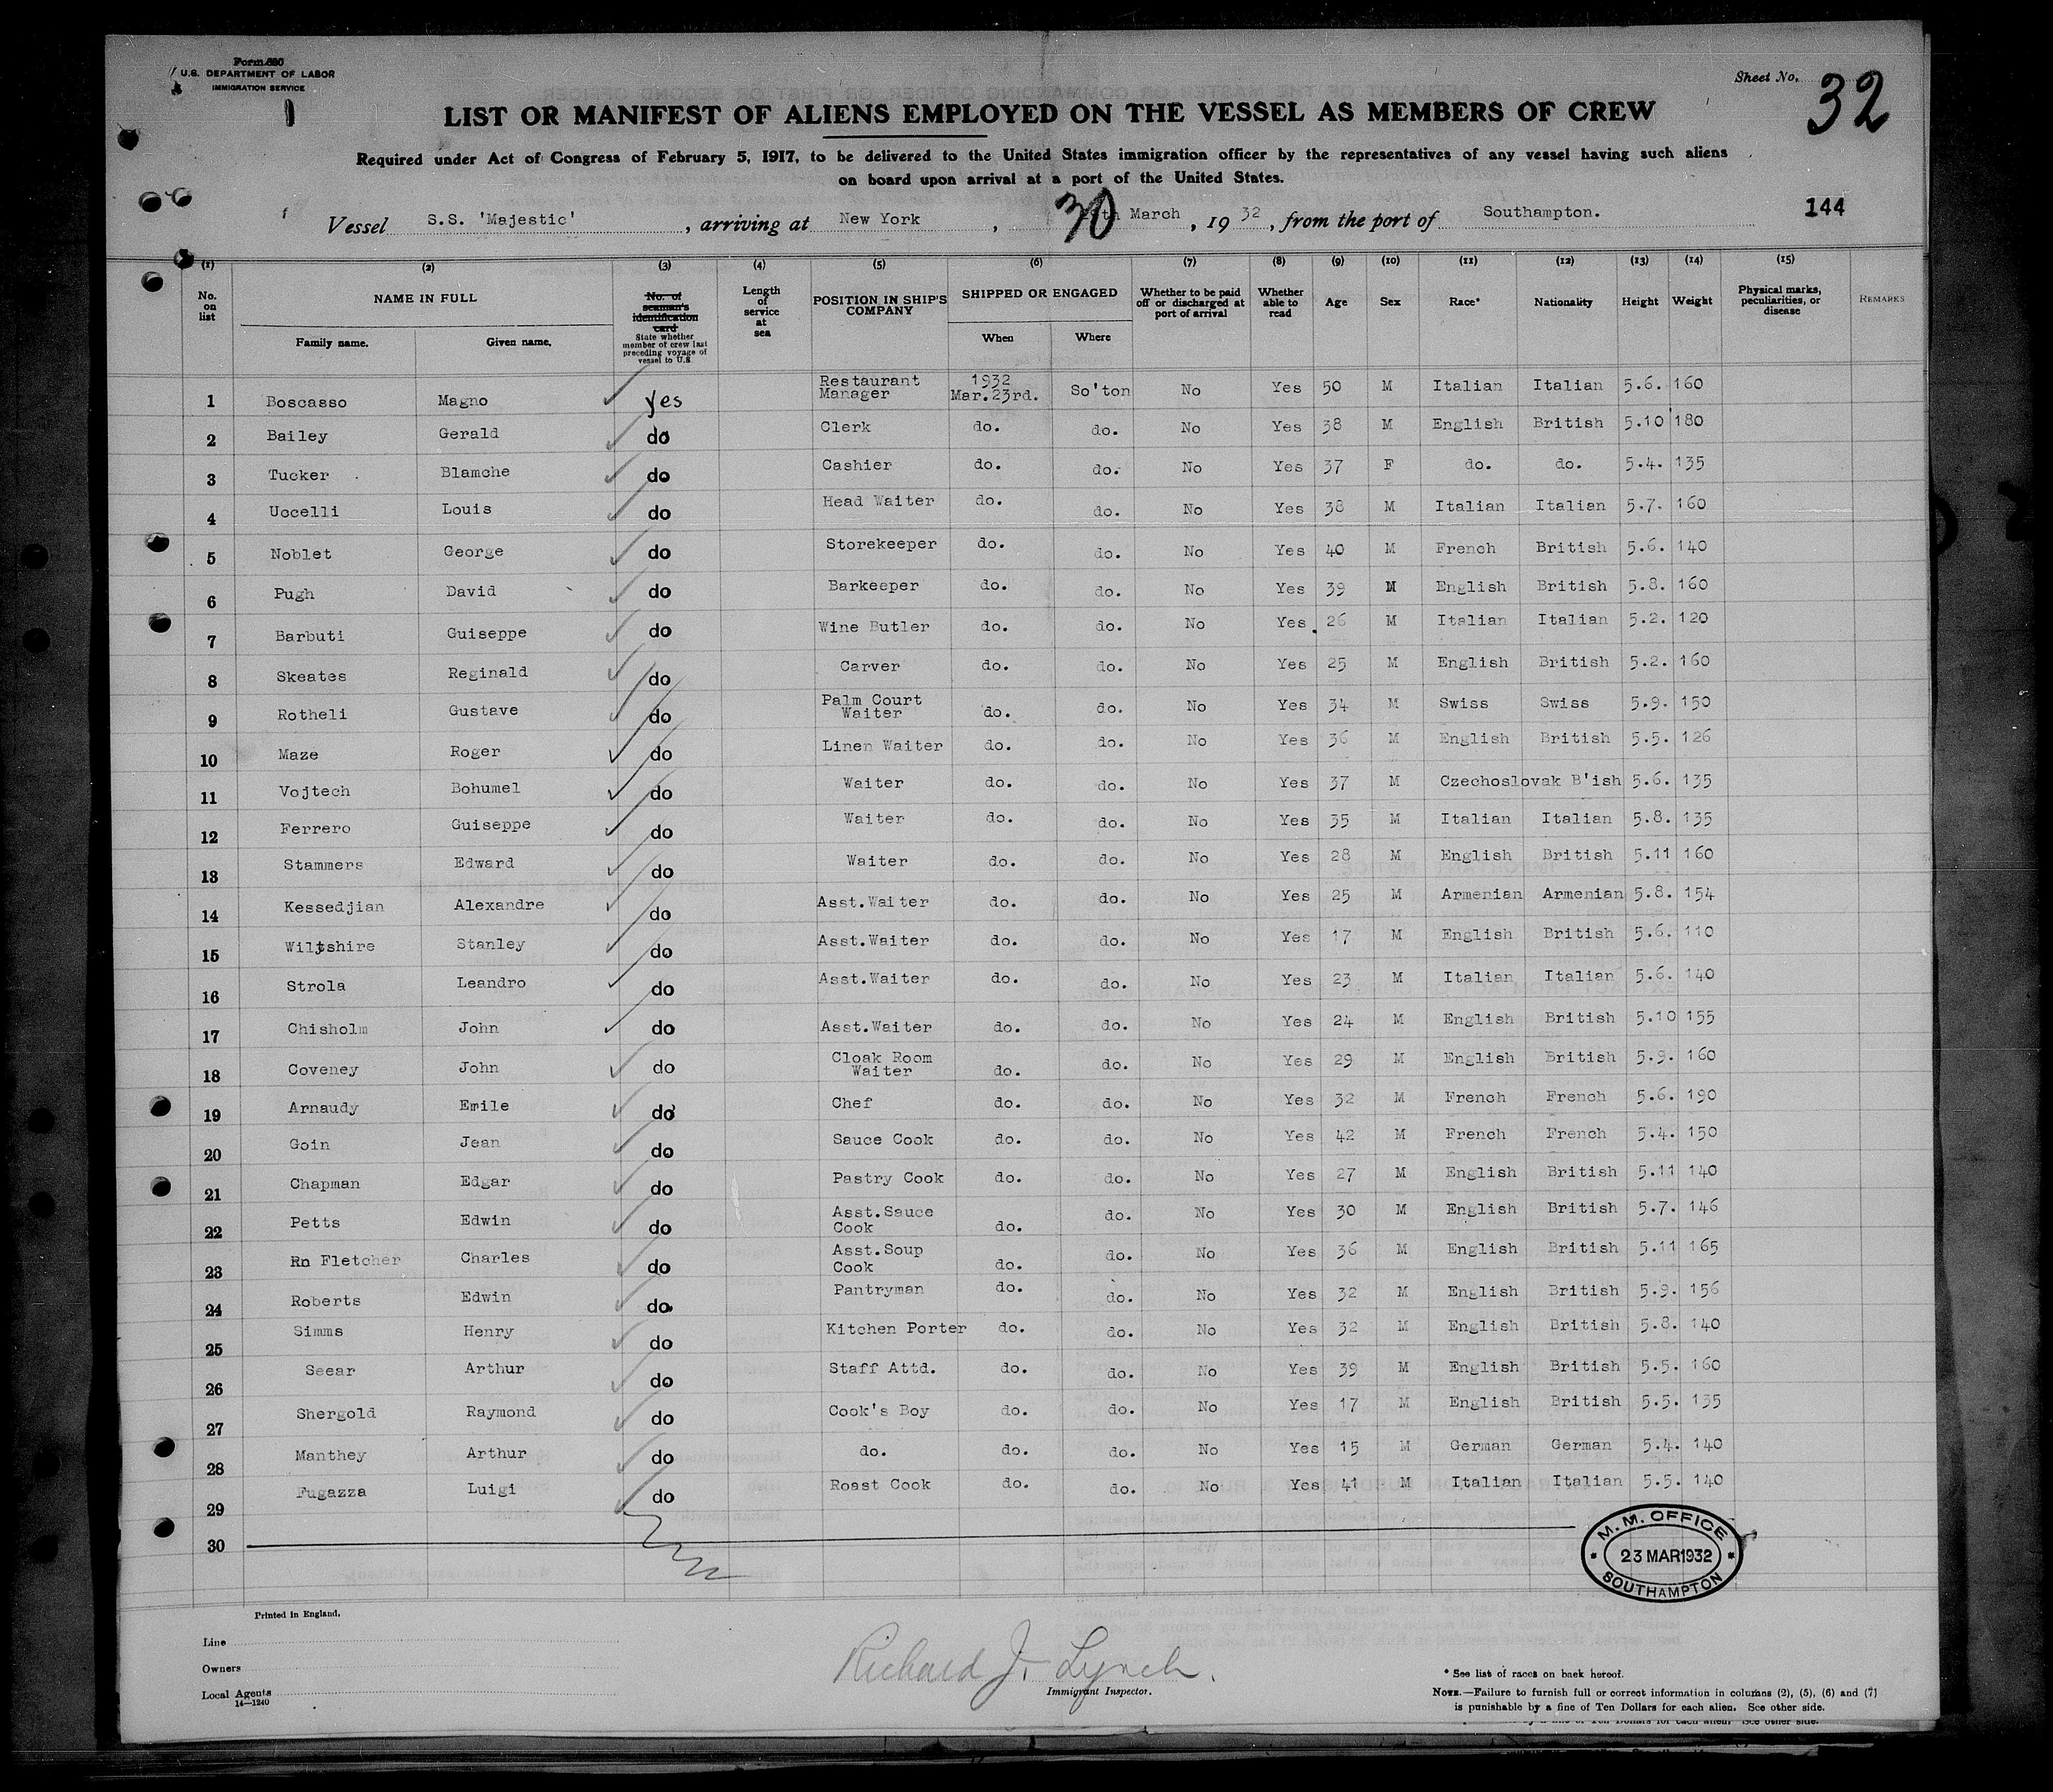 Form 680
U.S. DEPARTMENT OF LABOR
IMMIGRATION SERVICE
Sheet No. 32
LIST OR MANIFEST OF ALIENS EMPLOYED ON THE VESSEL AS MEMBERS OF CREW
Required under Act of Congress of February 5, 1917, to be delivered to the United States immigration officer by the representatives of any vessel having such aliens
on board upon arrival at a port of the United States.
Vessel S.S. 'Majestic' , arriving at New York , 30 March , 19 32 , from the port of Southampton. 144
(1) (2) (3) (4) (5) (6) (7) (8) (9) (10) (11) (12) (13) (14) (15)
No. on list NAME IN FULL Family name. Given name. No. of seaman's identification card State whether member of crew last preceding voyage of vessel to U.S. Length of service at sea POSITION IN SHIP'S COMPANY SHIPPED OR ENGAGED When Where Whether to be paid off or discharged at port of arrival Whether able to read Age Sex Race* Nationality Height Weight Physical marks, peculiarities, or disease REMARKS
1 Boscasso Magno yes Restaurant Manager 1932 Mar.23rd. So'ton No Yes 50 M Italian Italian 5.6. 160
2 Bailey Gerald do Clerk do. do. No Yes 38 M English British 5.10 180
3 Tucker Blamche do Cashier do. do. No Yes 37 F do. do. 5.4. 135
4 Uccelli Louis do Head Waiter do. do. No Yes 38 M Italian Italian 5.7. 160
5 Noblet George do Storekeeper do. do. No Yes 40 M French British 5.6. 140
6 Pugh David do Barkeeper do. do. No Yes 39 M English British 5.8. 160
7 Barbuti Guiseppe do Wine Butler do. do. No Yes 26 M Italian Italian 5.2. 120
8 Skeates Reginald do Carver do. do. No Yes 25 M English British 5.2. 160
9 Rotheli Gustave do Palm Court Waiter do. do. No Yes 34 M Swiss Swiss 5.9. 150
10 Maze Roger do Linen Waiter do. do. No Yes 36 M English British 5.5. 126
11 Vojtech Bohumel do Waiter do. do. No Yes 37 M Czechoslovak B'ish 5.6. 135
12 Ferrero Guiseppe do Waiter do. do. No Yes 35 M Italian Italian 5.8. 135
13 Stammers Edward do Waiter do. do. No Yes 28 M English British 5.11 160
14 Kessedjian Alexandre do Asst.Waiter do. do. No Yes 25 M Armenian Armenian 5.8. 154
15 Wiltshire Stanley do Asst.Waiter do. do. No Yes 17 M English British 5.6. 110
16 Strola Leandro do Asst.Waiter do. do. No Yes 23 M Italian Italian 5.6. 140
17 Chisholm John do Asst.Waiter do. do. No Yes 24 M English British 5.10 155
18 Coveney John do Cloak Room Waiter do. do. No Yes 29 M English British 5.9. 160
19 Arnaudy Emile do Chef do. do. No Yes 32 M French French 5.6. 190
20 Goin Jean do Sauce Cook do. do. No Yes 42 M French French 5.4. 150
21 Chapman Edgar do Pastry Cook do. do. No Yes 27 M English British 5.11 140
22 Petts Edwin do Asst.Sauce Cook do. do. No Yes 30 M English British 5.7. 146
23 Rn Fletcher Charles do Asst.Soup Cook do. do. No Yes 36 M English British 5.11 165
24 Roberts Edwin do Pantryman do. do. No Yes 32 M English British 5.9. 156
25 Simms Henry do Kitchen Porter do. do. No Yes 32 M English British 5.8. 140
26 Seear Arthur do Staff Attd. do. do. No Yes 39 M English British 5.5. 160
27 Shergold Raymond do Cook's Boy do. do. No Yes 17 M English British 5.5. 135
28 Manthey Arthur do do. do. do. No Yes 15 M German German 5.4. 140
29 Fugazza Luigi do Roast Cook do. do. No Yes 41 M Italian Italian 5.5. 140
30
M. M. OFFICE
23 MAR 1932
SOUTHAMPTON
Printed in England.
Line
Owners
Local Agents
14—1240
Richard J. Lynch.
Immigrant Inspector.
* See list of races on back hereof.
NOTE.—Failure to furnish full or correct information in columns (2), (5), (6) and (7)
is punishable by a fine of Ten Dollars for each alien. See other side.